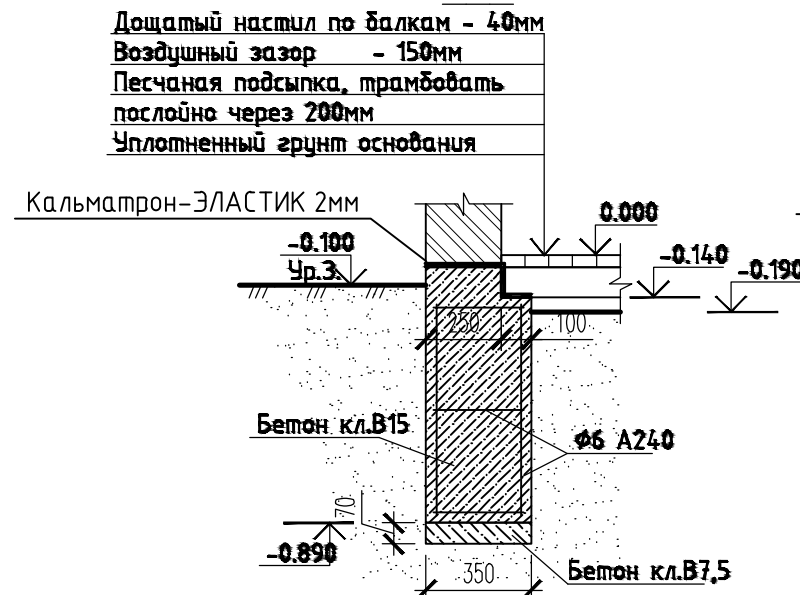 Дощатый настил по балкам - 40мм
Воздушный зазор - 150мм
Песчаная подсыпка, трамбовать
послойно через 200мм
Уплотненный грунт основания
Кальматрон-ЭЛАСТИК 2мм
0.000
-0.100
Ур.З.
-0.140
-0.190
250
100
Бетон кл.В15
Ф6 А240
70
-0.890
350
Бетон кл.В7,5